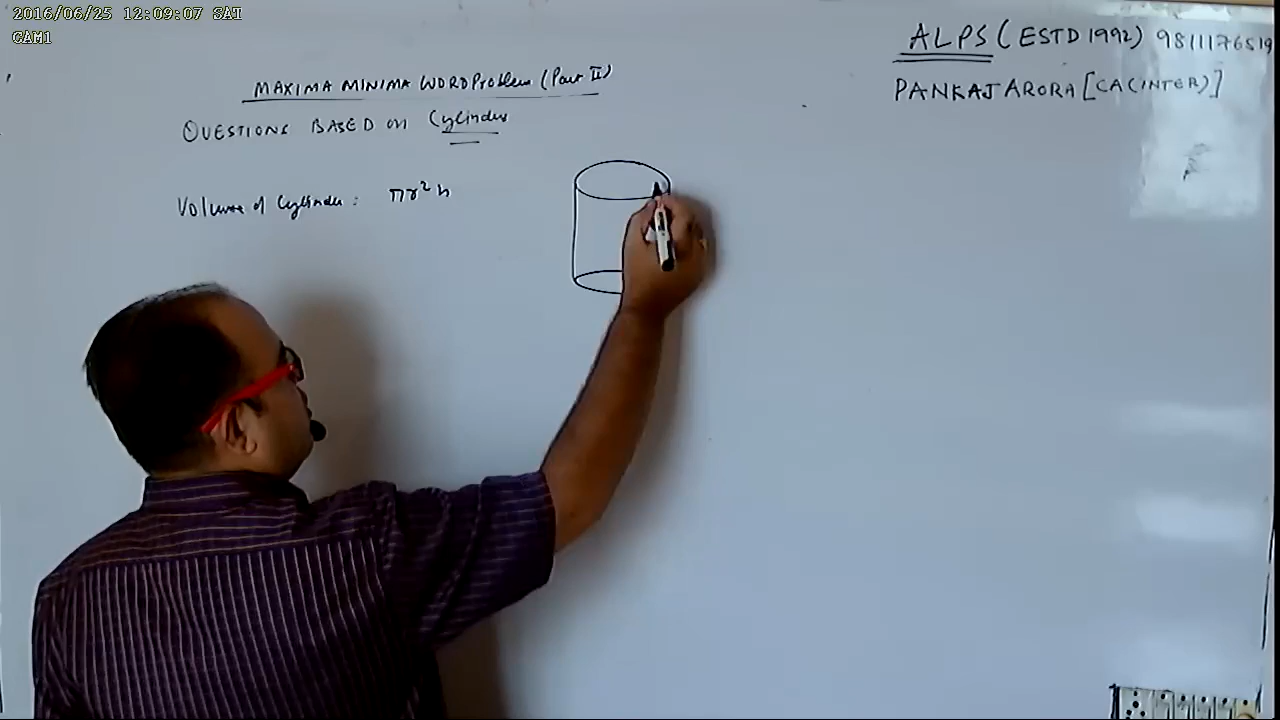 2016/06/25 12:09:07 SAT
CAM1
ALPS (ESTD 1992) 9811176519
PANKAJ ARORA [CA(INTER)]
MAXIMA MINIMA WORD Problem (Part II)
QUESTIONS BASED ON Cylinder
Volume of Cylinder : πr²h